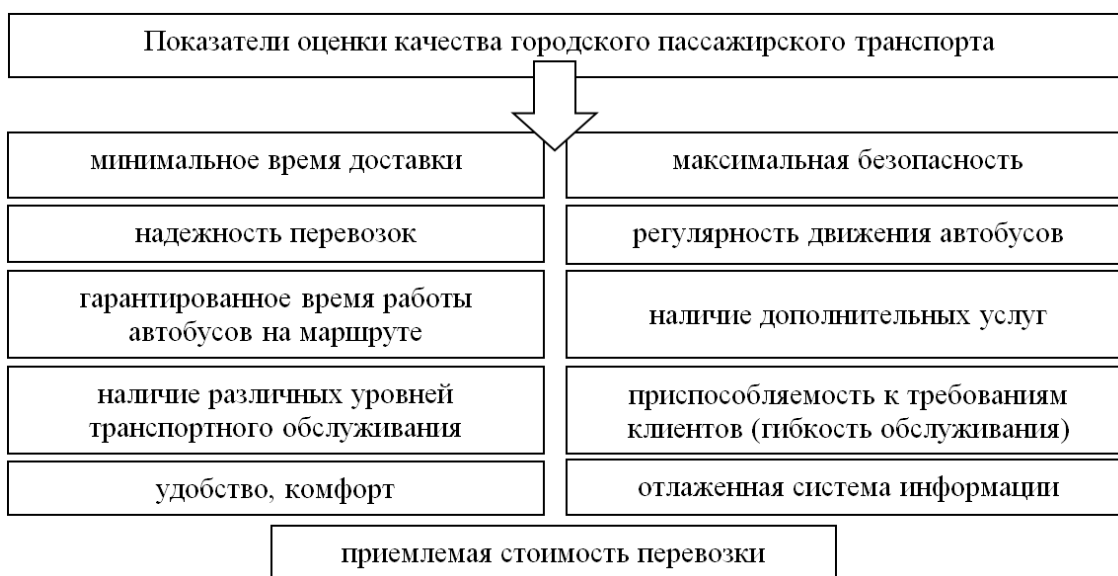 Показатели оценки качества городского пассажирского транспорта
минимальное время доставки
максимальная безопасность
надежность перевозок
регулярность движения автобусов
гарантированное время работы
автобусов на маршруте
наличие дополнительных услуг
наличие различных уровней
транспортного обслуживания
приспособляемость к требованиям
клиентов (гибкость обслуживания)
удобство, комфорт
отлаженная система информации
приемлемая стоимость перевозки